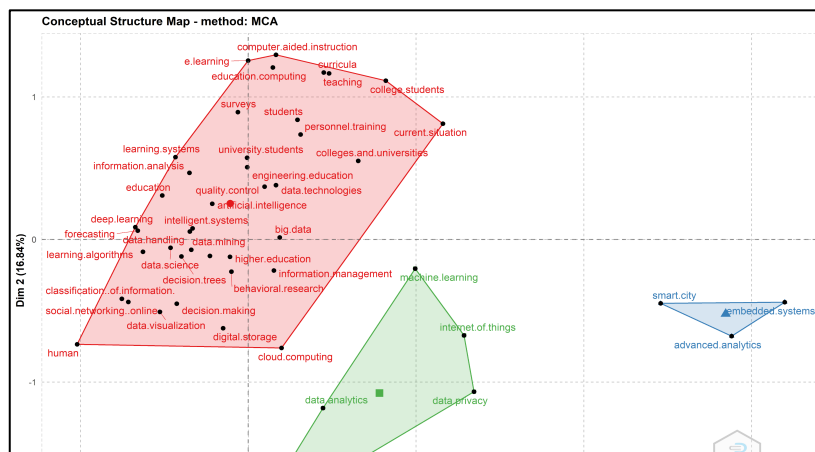 Conceptual Structure Map - method: MCA
computer.aided.instruction
e.learning
curricula
education.computing
teaching
college.students
1
surveys
students
personnel.training
current.situation
learning.systems
university.students
colleges.and.universities
information.analysis
engineering.education
education
quality.control
data.technologies
artificial.intelligence
deep.learning
intelligent.systems
forecasting
big.data
0
data.handling
data.mining
learning.algorithms
higher.education
data.science
information.management
machine.learning
decision.trees
behavioral.research
classification..of.information.
smart.city
social.networking..online.
decision.making
embedded.systems
data.visualization
internet.of.things
digital.storage
advanced.analytics
human
cloud.computing
-1
data.analytics
data.privacy
Dim 2 (16.84%)